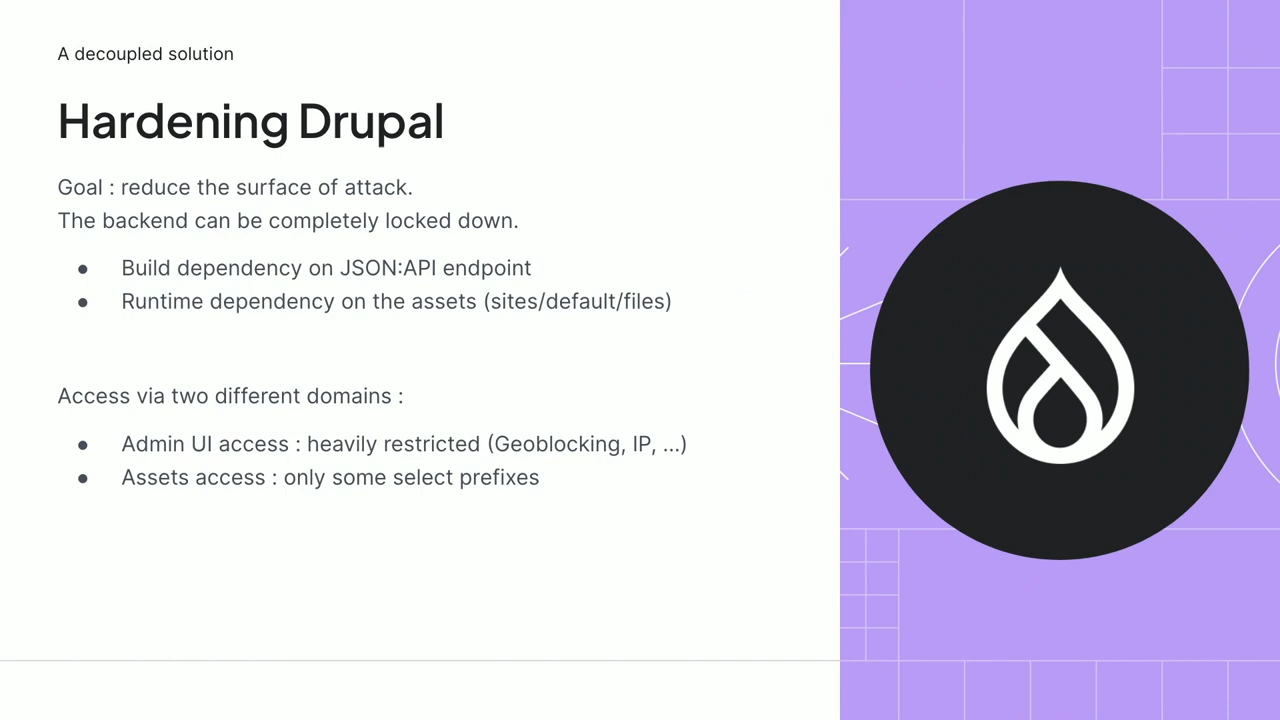 A decoupled solution
Hardening Drupal
Goal : reduce the surface of attack.
The backend can be completely locked down.
● Build dependency on JSON:API endpoint
● Runtime dependency on the assets (sites/default/files)
Access via two different domains :
● Admin UI access : heavily restricted (Geoblocking, IP, ...)
● Assets access : only some select prefixes